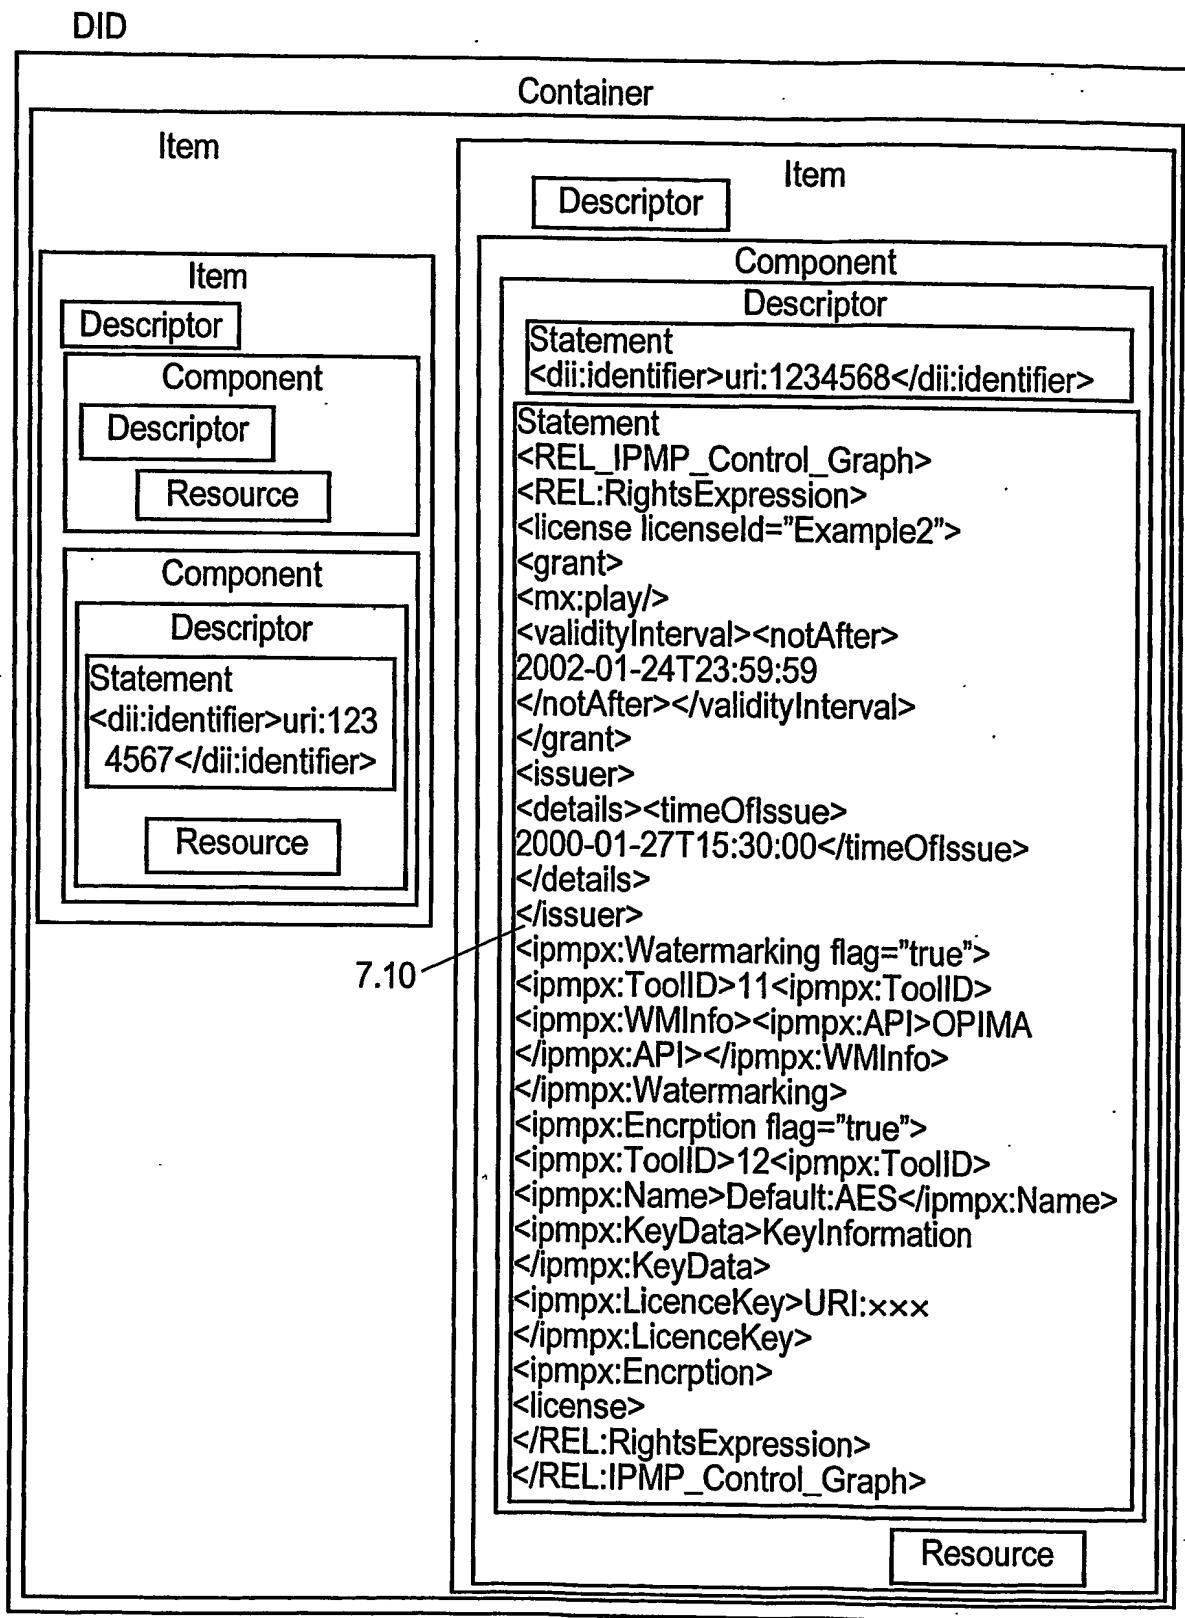 DID
Container
Item
Item
Descriptor
Component
Descriptor
Resource
Component
Descriptor
Statement
<dii:identifier>uri:123
4567</dii:identifier>
Resource
Item
Descriptor
Component
Descriptor
Statement
<dii:identifier>uri:1234568</dii:identifier>
Statement
<REL_IPMP_Control_Graph>
<REL:RightsExpression>
<license licenseId="Example2">
<grant>
<mx:play/>
<validityInterval><notAfter>
2002-01-24T23:59:59
</notAfter></validityInterval>
</grant>
<issuer>
<details><timeOfIssue>
2000-01-27T15:30:00</timeOfIssue>
</details>
</issuer>
7.10
<ipmpx:Watermarking flag="true">
<ipmpx:ToolID>11<ipmpx:ToolID>
<ipmpx:WMInfo><ipmpx:API>OPIMA
</ipmpx:API></ipmpx:WMInfo>
</ipmpx:Watermarking>
<ipmpx:Encrption flag="true">
<ipmpx:ToolID>12<ipmpx:ToolID>
<ipmpx:Name>Default:AES</ipmpx:Name>
<ipmpx:KeyData>KeyInformation
</ipmpx:KeyData>
<ipmpx:LicenceKey>URI:×××
</ipmpx:LicenceKey>
<ipmpx:Encrption>
<license>
</REL:RightsExpression>
</REL:IPMP_Control_Graph>
Resource